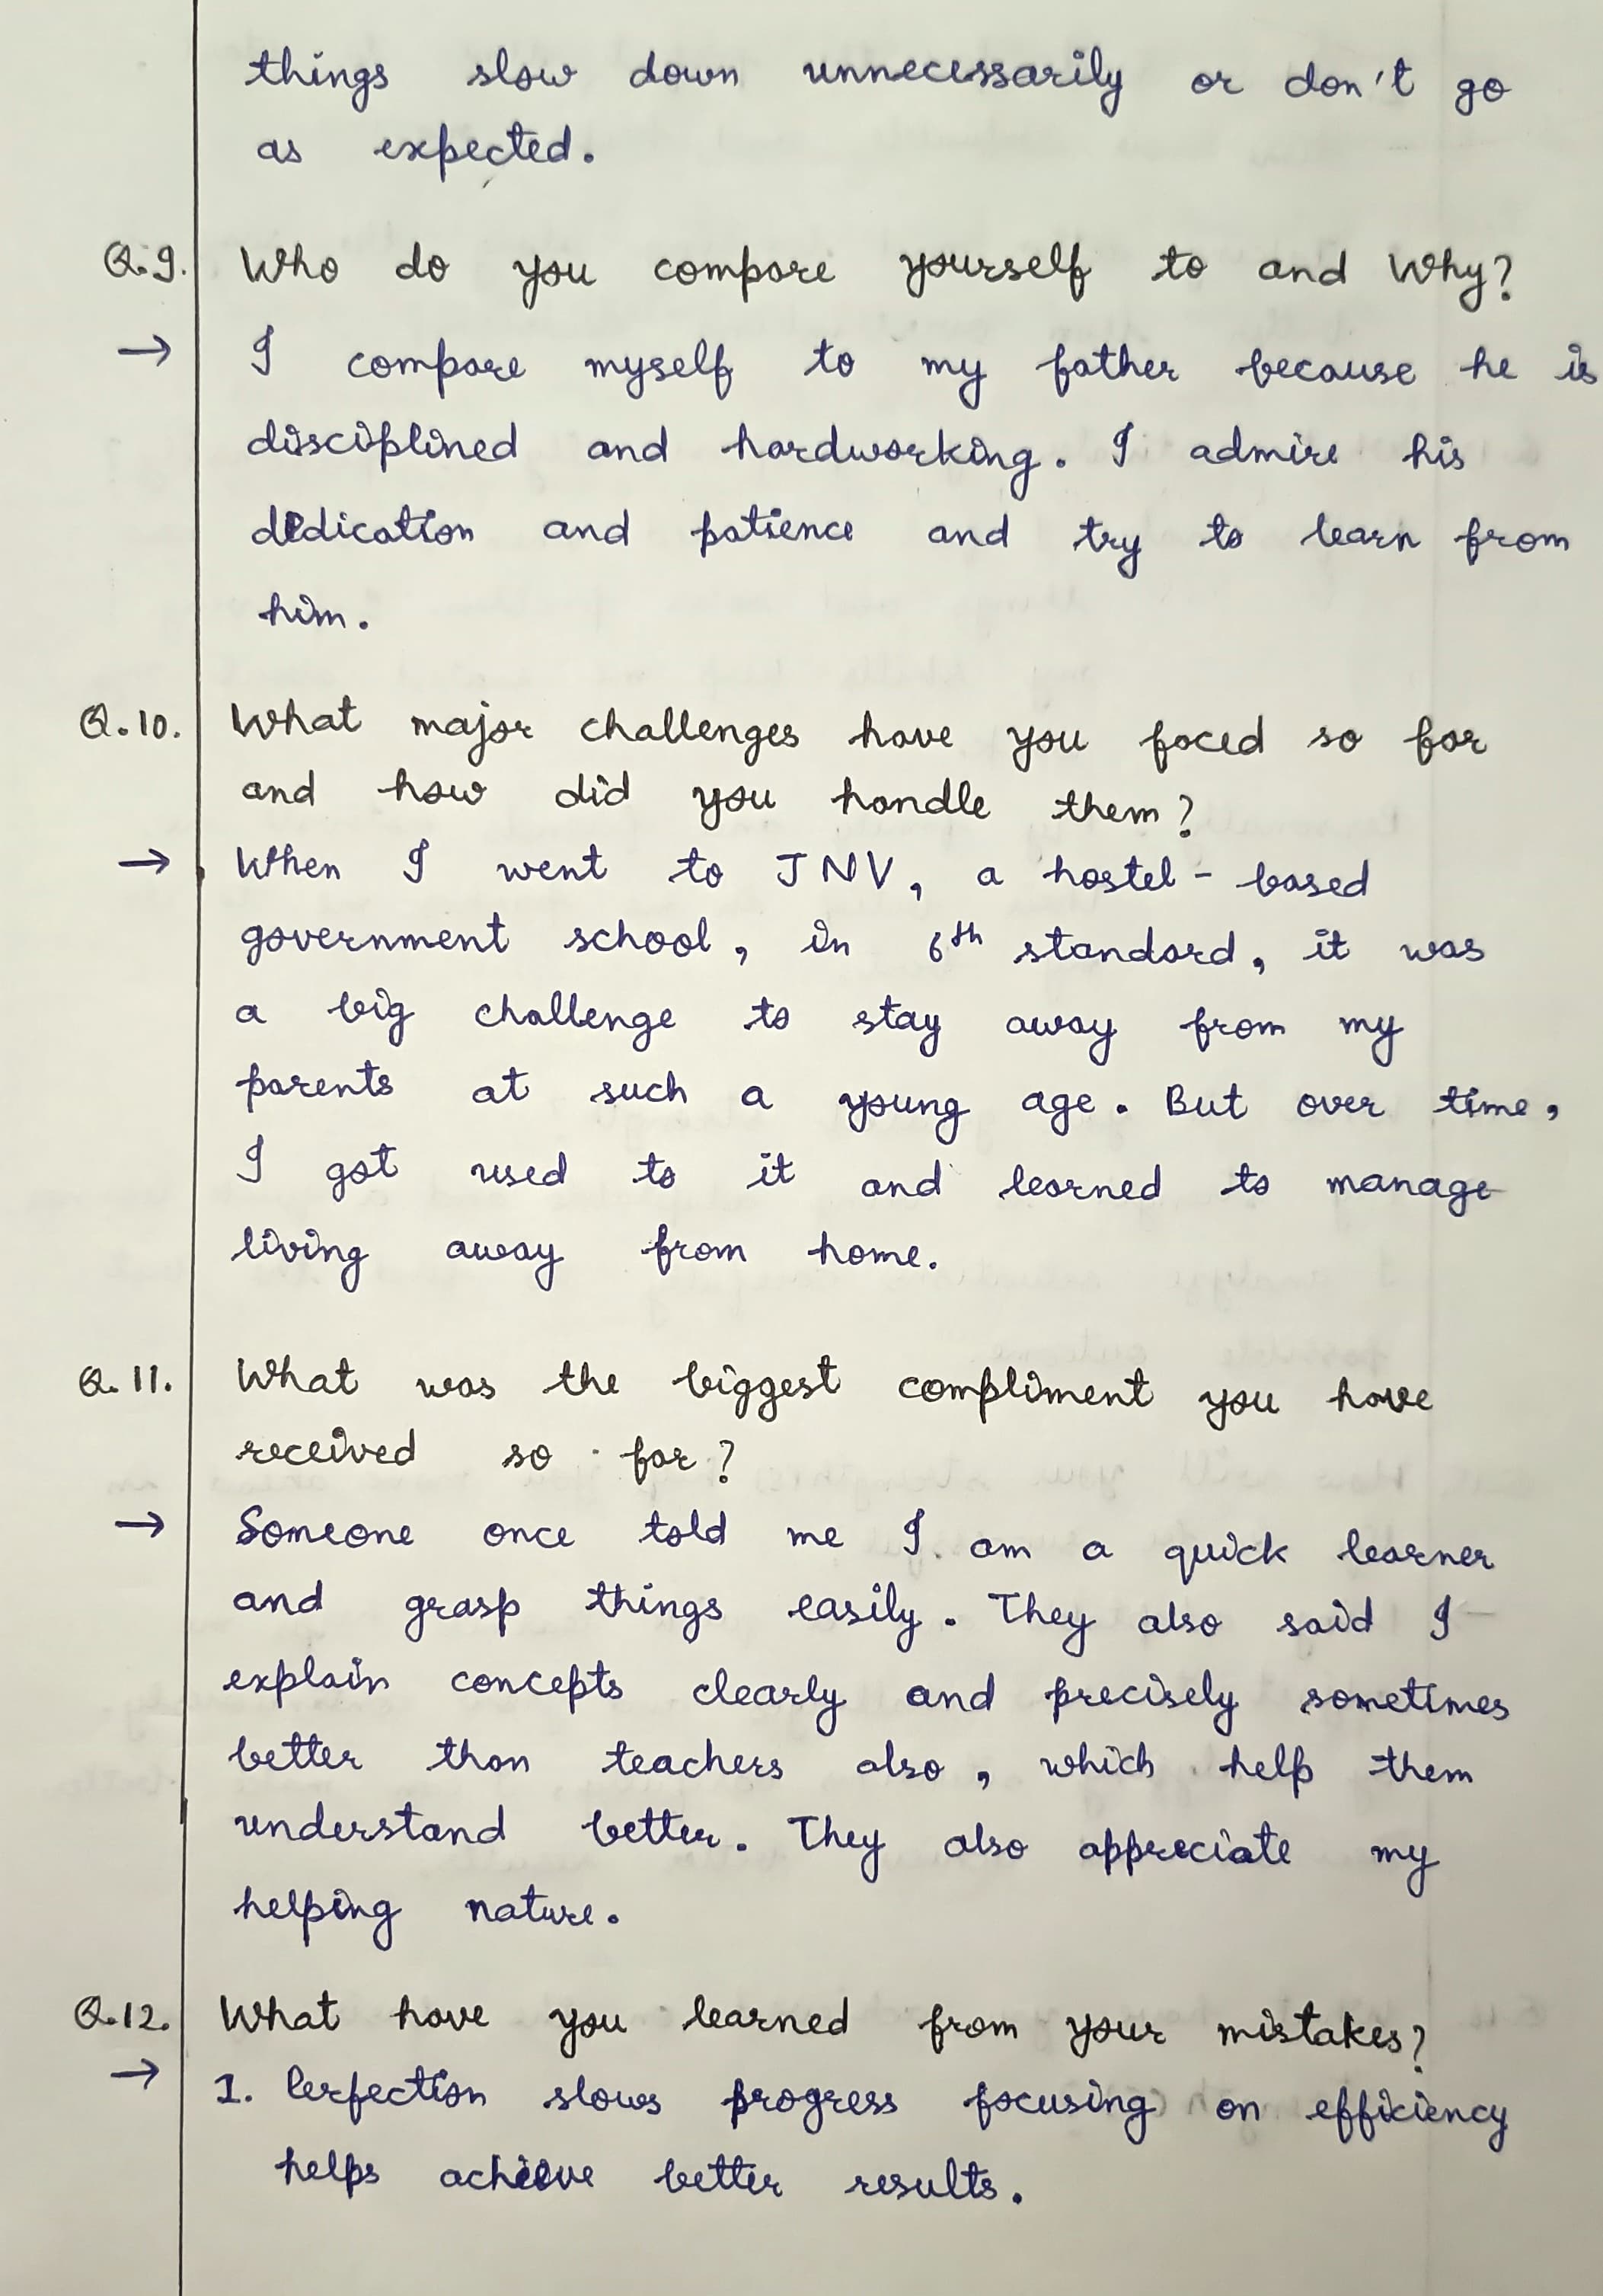 things slow down unnecessarily or don't go
as expected.
Q.9. Who do you compare yourself to and Why?
→ I compare myself to my father because he is
disciplined and hardworking. I admire his
dedication and patience and try to learn from
him.
Q.10. What major challenges have you faced so far
and how did you handle them?
→ When I went to JNV, a hostel - based
government school, in 6th standard, it was
a big challenge to stay away from my
parents at such a young age. But over time,
I got used to it and learned to manage
living away from home.
Q.11. What was the biggest compliment you have
received so far?
→ Someone once told me I am a quick learner
and grasp things easily. They also said I
explain concepts clearly and precisely sometimes
better than teachers also, which help them
understand better. They also appreciate my
helping nature.
Q.12. What have you learned from your mistakes?
→ 1. Perfection slows progress focusing on efficiency
helps achieve better results.